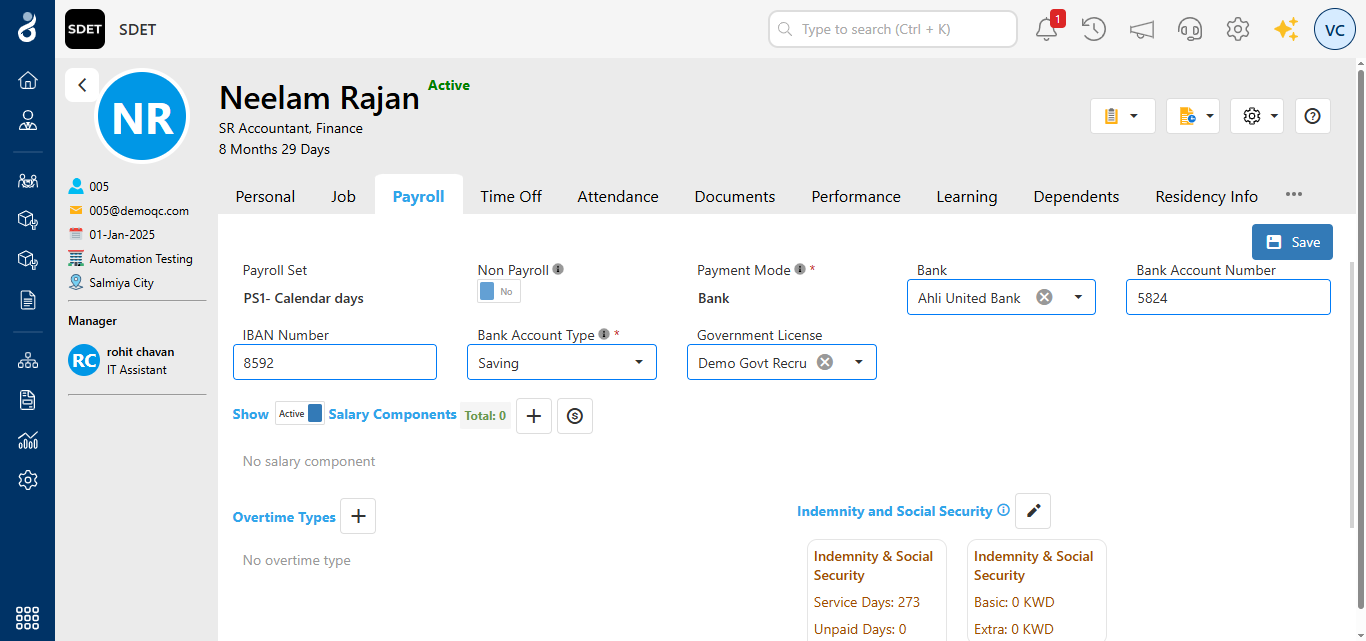 SDET SDET Type to search (Ctrl + K) 1 VC
NR
Neelam Rajan Active
SR Accountant, Finance
8 Months 29 Days
005
005@demoqc.com
01-Jan-2025
Automation Testing
Salmiya City
Manager
RC rohit chavan
IT Assistant
Personal Job Payroll Time Off Attendance Documents Performance Learning Dependents Residency Info
Save
Payroll Set Non Payroll Payment Mode * Bank Bank Account Number
PS1- Calendar days No Bank Ahli United Bank 5824
IBAN Number Bank Account Type * Government License
8592 Saving Demo Govt Recru
Show Active Salary Components Total: 0
No salary component
Overtime Types
No overtime type
Indemnity and Social Security
Indemnity & Social
Security
Service Days: 273
Unpaid Days: 0
Indemnity & Social
Security
Basic: 0 KWD
Extra: 0 KWD